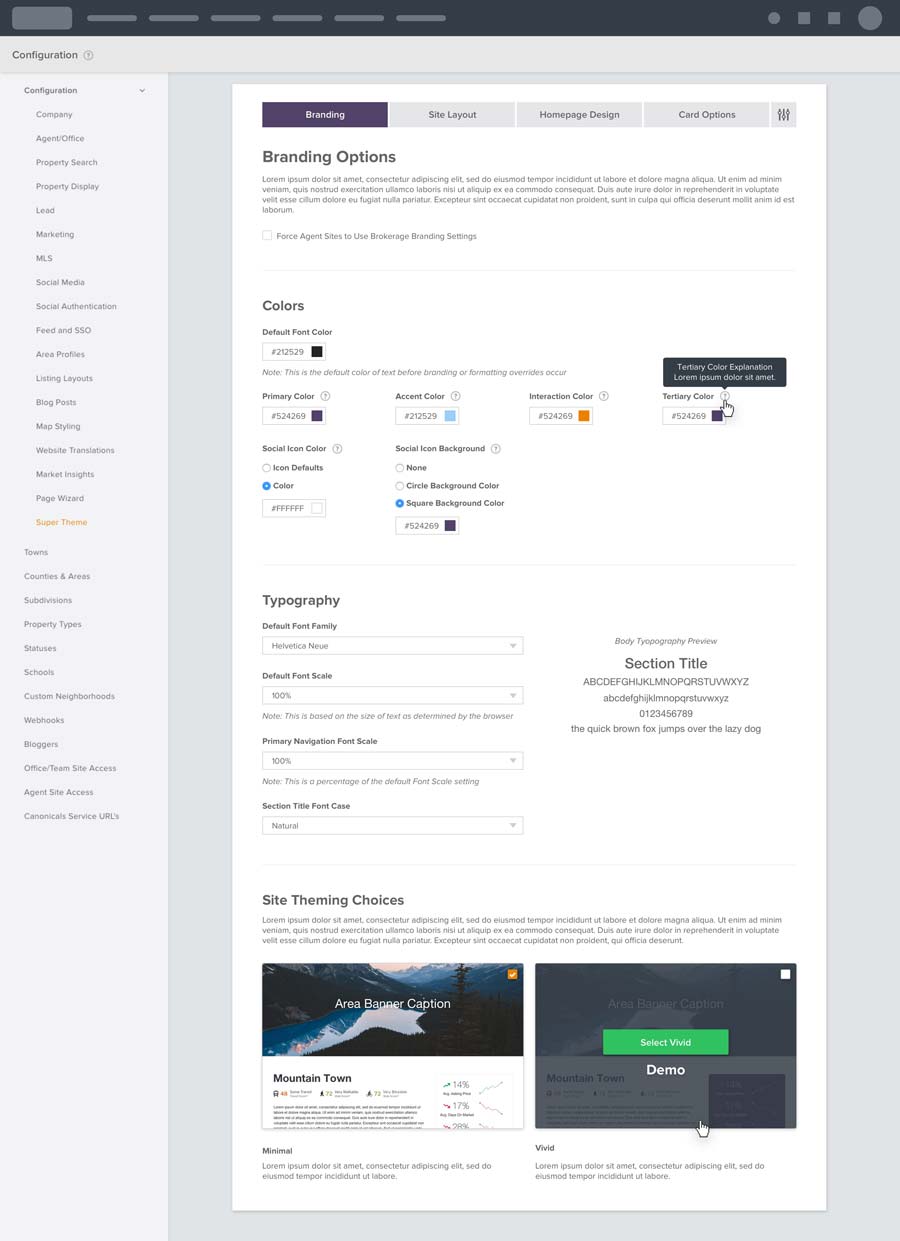 Configuration ?
Configuration
Company
Agent/Office
Property Search
Property Display
Lead
Marketing
MLS
Social Media
Social Authentication
Feed and SSO
Area Profiles
Listing Layouts
Blog Posts
Map Styling
Website Translations
Market Insights
Page Wizard
Super Theme
Towns
Counties & Areas
Subdivisions
Property Types
Statuses
Schools
Custom Neighborhoods
Webhooks
Bloggers
Office/Team Site Access
Agent Site Access
Canonicals Service URL's
Branding Site Layout Homepage Design Card Options
Branding Options
Lorem ipsum dolor sit amet, consectetur adipiscing elit, sed do eiusmod tempor incididunt ut labore et dolore magna aliqua. Ut enim ad minim
veniam, quis nostrud exercitation ullamco laboris nisi ut aliquip ex ea commodo consequat. Duis aute irure dolor in reprehenderit in voluptate
velit esse cillum dolore eu fugiat nulla pariatur. Excepteur sint occaecat cupidatat non proident, sunt in culpa qui officia deserunt mollit anim id est
laborum.
Force Agent Sites to Use Brokerage Branding Settings
Colors
Default Font Color
#212529
Note: This is the default color of text before branding or formatting overrides occur
Tertiary Color Explanation
Lorem ipsum dolor sit amet.
Primary Color ? Accent Color ? Interaction Color ? Tertiary Color ?
#524269 #212529 #524269 #524269
Social Icon Color ? Social Icon Background ?
Icon Defaults None
Color Circle Background Color
#FFFFFF Square Background Color
#524269
Typography
Default Font Family
Helvetica Neue
Default Font Scale
100%
Note: This is based on the size of text as determined by the browser
Primary Navigation Font Scale
100%
Note: This is a percentage of the default Font Scale setting
Section Title Font Case
Natural
Body Tyopography Preview
Section Title
ABCDEFGHIJKLMNOPQRSTUVWXYZ
abcdefghijklmnopqrstuvwxyz
0123456789
the quick brown fox jumps over the lazy dog
Site Theming Choices
Lorem ipsum dolor sit amet, consectetur adipiscing elit, sed do eiusmod tempor incididunt ut labore et dolore magna aliqua. Ut enim ad minim
veniam, quis nostrud exercitation ullamco laboris nisi ut aliquip ex ea commodo consequat. Duis aute irure dolor in reprehenderit in voluptate
velit esse cillum dolore eu fugiat nulla pariatur. Excepteur sint occaecat cupidatat non proident, qui officia deserunt.
Area Banner Caption
Mountain Town
48 72 72
14%
Avg. Asking Price
17%
Avg. Days On Market
28%
Minimal
Lorem ipsum dolor sit amet, consectetur adipiscing elit, sed do
eiusmod tempor incididunt ut labore.
Area Banner Caption
Select Vivid
Demo
Mountain Town
14%
17%
Vivid
Lorem ipsum dolor sit amet, consectetur adipiscing elit, sed do
eiusmod tempor incididunt ut labore.